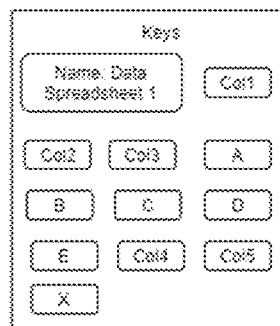 Keys
Name: Data
Spreadsheet 1
Col1
Col2 Col3 A
B C D
E Col4 Col5
X